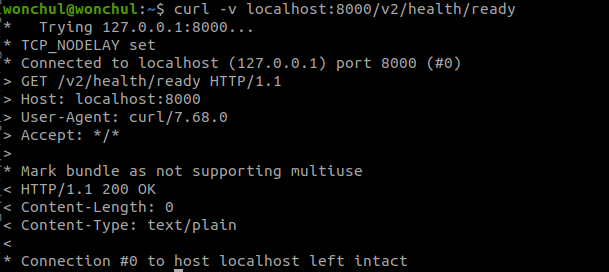 wonchul@wonchul:~$ curl -v localhost:8000/v2/health/ready
*   Trying 127.0.0.1:8000...
* TCP_NODELAY set
* Connected to localhost (127.0.0.1) port 8000 (#0)
> GET /v2/health/ready HTTP/1.1
> Host: localhost:8000
> User-Agent: curl/7.68.0
> Accept: */*
>
* Mark bundle as not supporting multiuse
< HTTP/1.1 200 OK
< Content-Length: 0
< Content-Type: text/plain
<
* Connection #0 to host localhost left intact